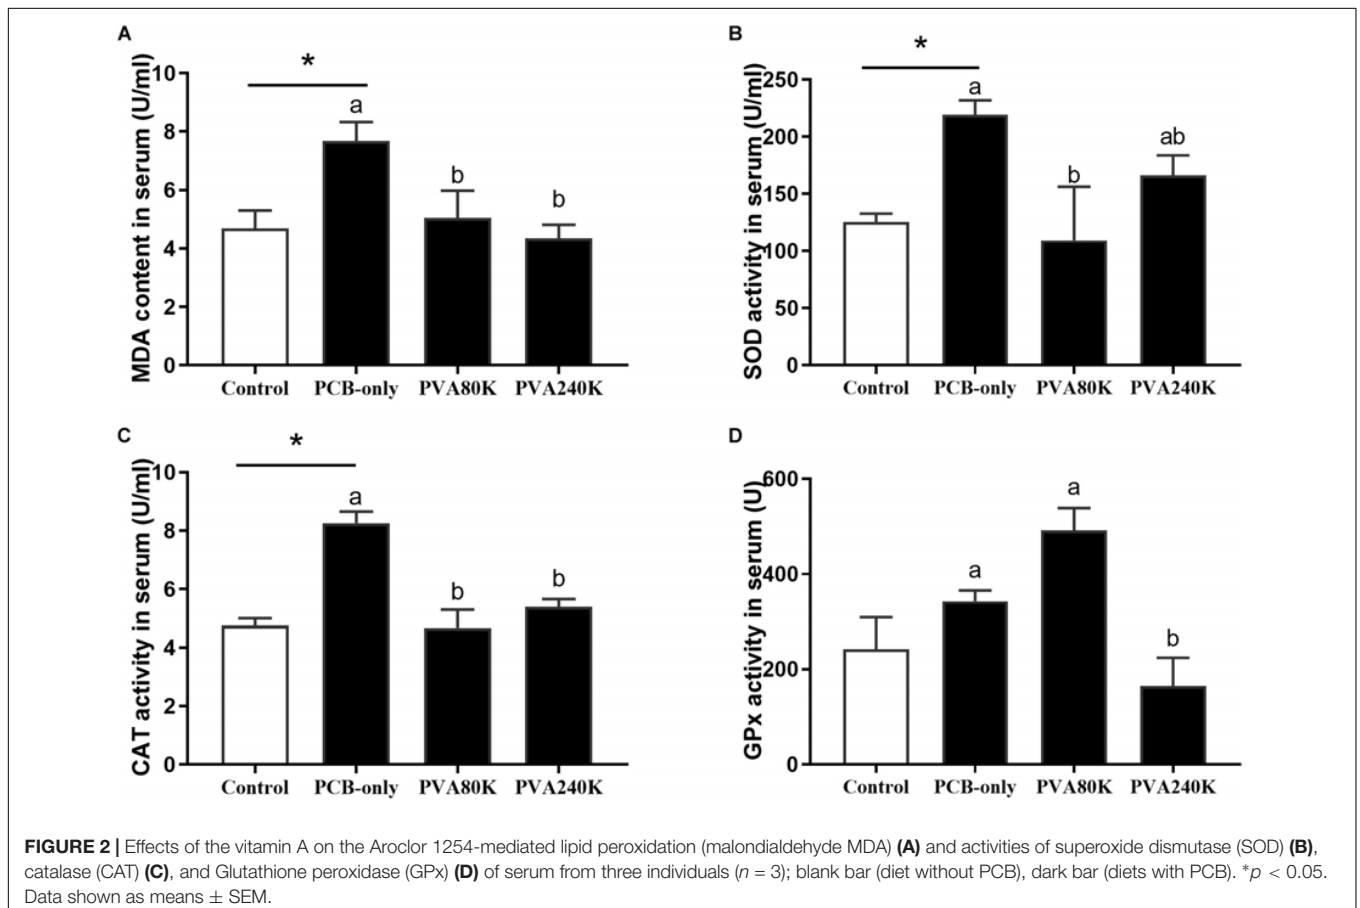 A
*
MDA content in serum (U/ml)
10
8
6
4
2
0
a
b
b
Control PCB-only PVA80K PVA240K
B
*
SOD activity in serum (U/ml)
250
200
150
100
50
0
a
b
ab
Control PCB-only PVA80K PVA240K
C
*
CAT activity in serum (U/ml)
10
8
6
4
2
0
a
b
b
Control PCB-only PVA80K PVA240K
D
GPx activity in serum (U)
600
400
200
0
a
a
b
Control PCB-only PVA80K PVA240K
FIGURE 2 | Effects of the vitamin A on the Aroclor 1254-mediated lipid peroxidation (malondialdehyde MDA) (A) and activities of superoxide dismutase (SOD) (B),
catalase (CAT) (C), and Glutathione peroxidase (GPx) (D) of serum from three individuals (n = 3); blank bar (diet without PCB), dark bar (diets with PCB). *p < 0.05.
Data shown as means ± SEM.